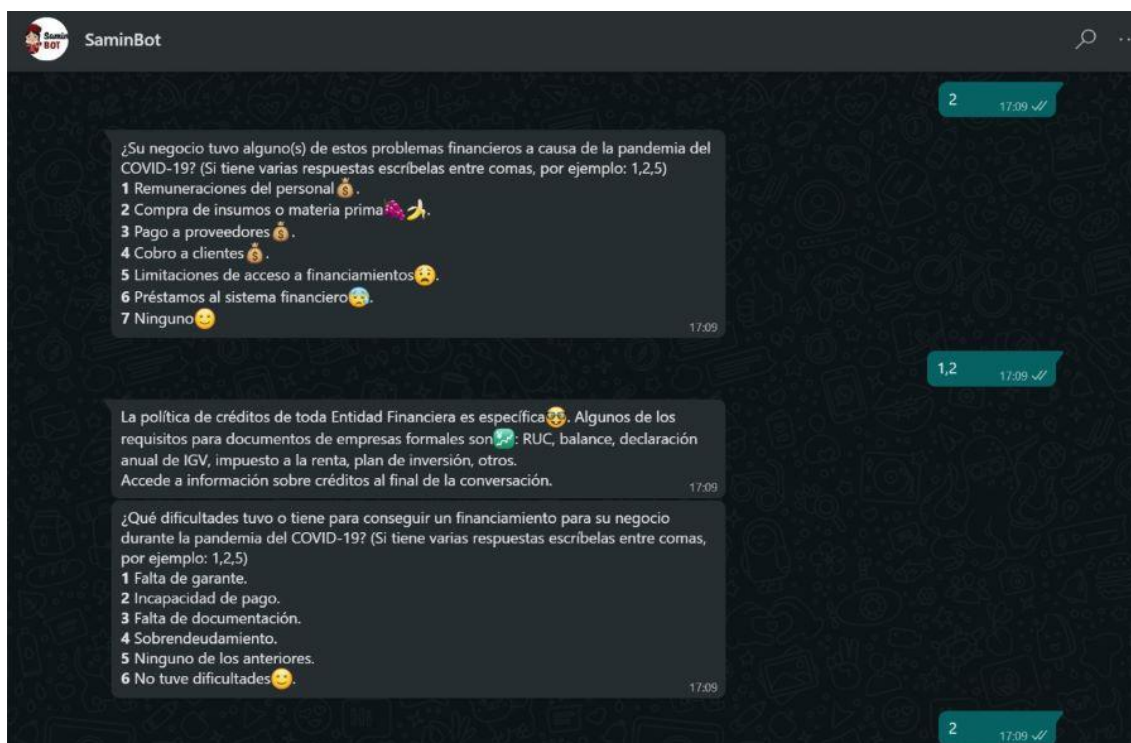 Samin
BOT
SaminBot
2
17:09
¿Su negocio tuvo alguno(s) de estos problemas financieros a causa de la pandemia del
COVID-19? (Si tiene varias respuestas escríbelas entre comas, por ejemplo: 1,2,5)
1 Remuneraciones del personal💰.
2 Compra de insumos o materia prima🍇🍌.
3 Pago a proveedores💰.
4 Cobro a clientes💰.
5 Limitaciones de acceso a financiamientos😟.
6 Préstamos al sistema financiero😰.
7 Ninguno🙂
17:09
1,2
17:09
La política de créditos de toda Entidad Financiera es específica🤓. Algunos de los
requisitos para documentos de empresas formales son💹: RUC, balance, declaración
anual de IGV, impuesto a la renta, plan de inversión, otros.
Accede a información sobre créditos al final de la conversación.
17:09
¿Qué dificultades tuvo o tiene para conseguir un financiamiento para su negocio
durante la pandemia del COVID-19? (Si tiene varias respuestas escríbelas entre comas,
por ejemplo: 1,2,5)
1 Falta de garante.
2 Incapacidad de pago.
3 Falta de documentación.
4 Sobrendeudamiento.
5 Ninguno de los anteriores.
6 No tuve dificultades🙂.
17:09
2
17:09